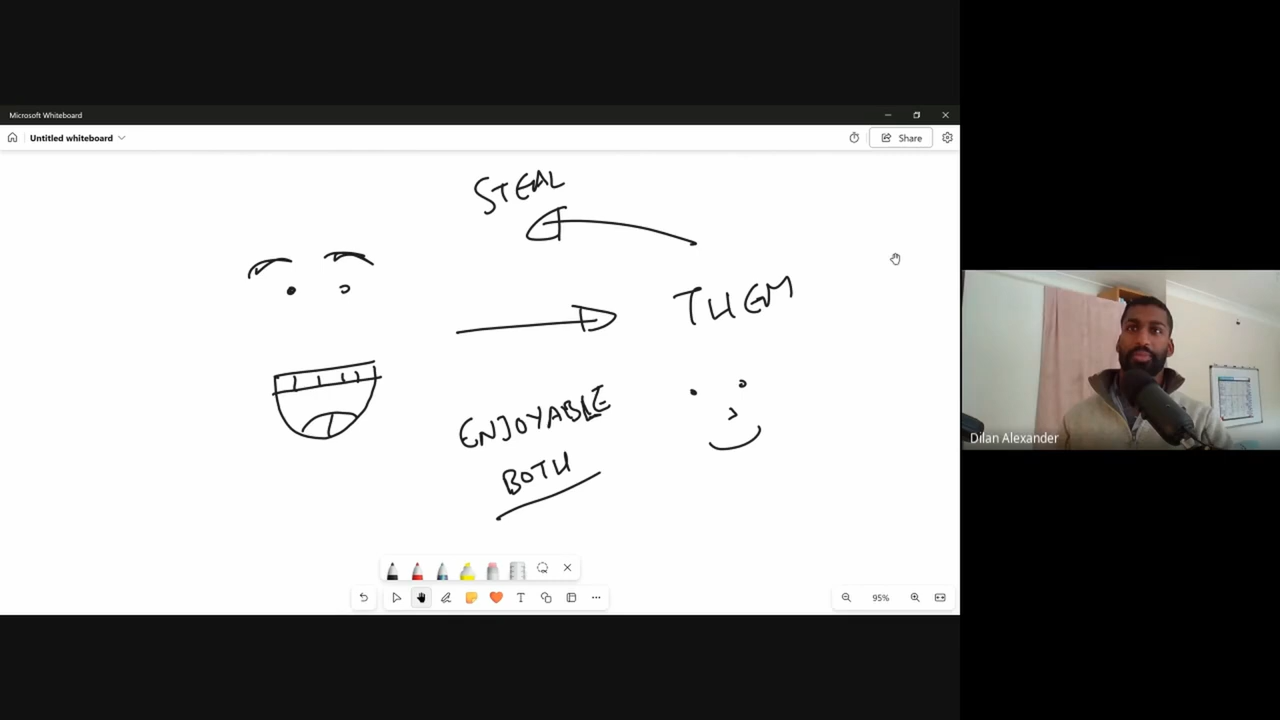 Microsoft Whiteboard
Untitled whiteboard
Share
STEAL
THEM
ENJOYABLE
BOTH
Dilan Alexander
95%